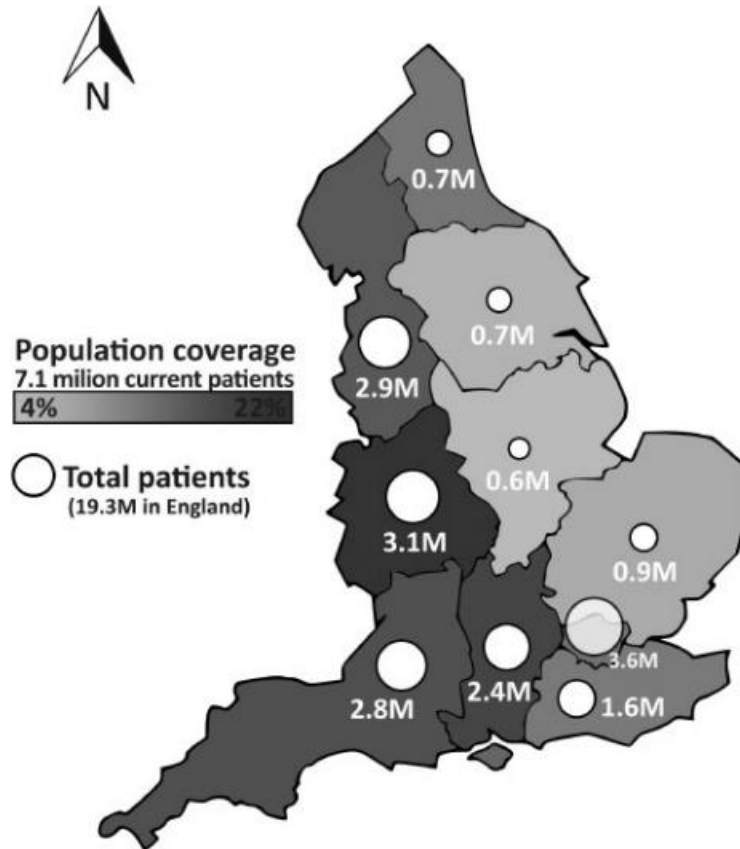 N
0.7M
0.7M
Population coverage
7.1 milion current patients
4% 22%
2.9M
Total patients
(19.3M in England)
0.6M
3.1M
0.9M
3.6M
2.8M
2.4M
1.6M